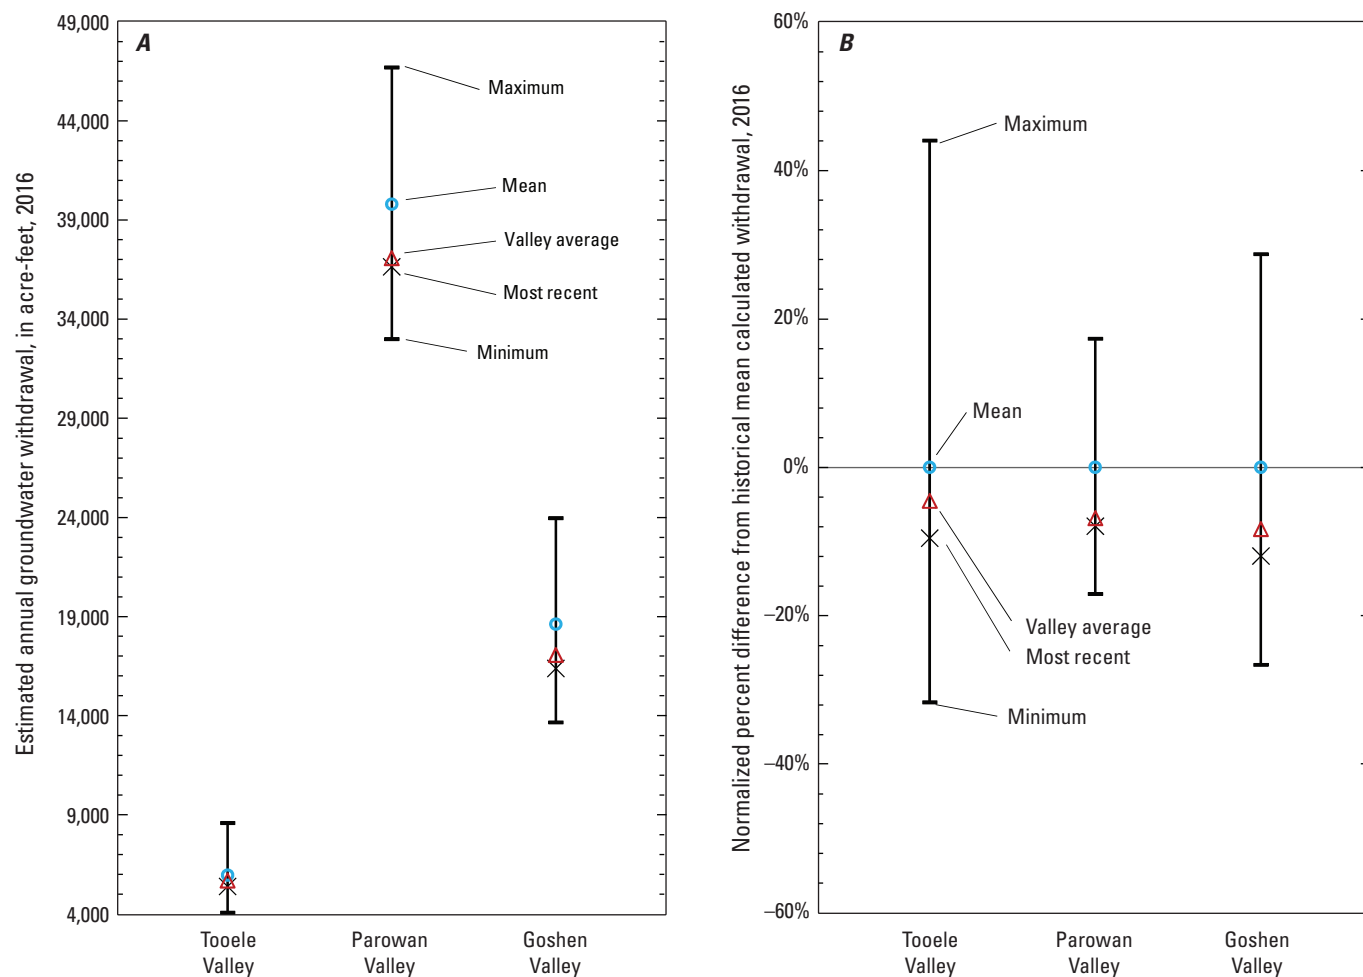 A
Estimated annual groundwater withdrawal, in acre-feet, 2016
49,000
44,000
39,000
34,000
29,000
24,000
19,000
14,000
9,000
4,000
Maximum
Mean
Valley average
Most recent
Minimum
Tooele
Valley
Parowan
Valley
Goshen
Valley
B
Normalized percent difference from historical mean calculated withdrawal, 2016
60%
40%
20%
0%
–20%
–40%
–60%
Maximum
Mean
Valley average
Most recent
Minimum
Tooele
Valley
Parowan
Valley
Goshen
Valley